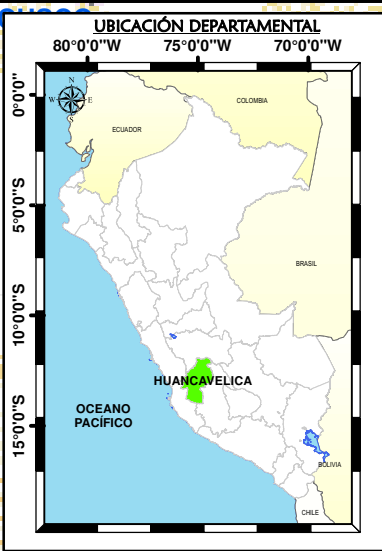 UBICACIÓN DEPARTAMENTAL
80°0'0"W 75°0'0"W 70°0'0"W
0°0'0"
5°0'0"S
10°0'0"S
15°0'0"S
N
W E
S
COLOMBIA
ECUADOR
BRASIL
HUANCAVELICA
OCEANO
PACÍFICO
BOLIVIA
CHILE